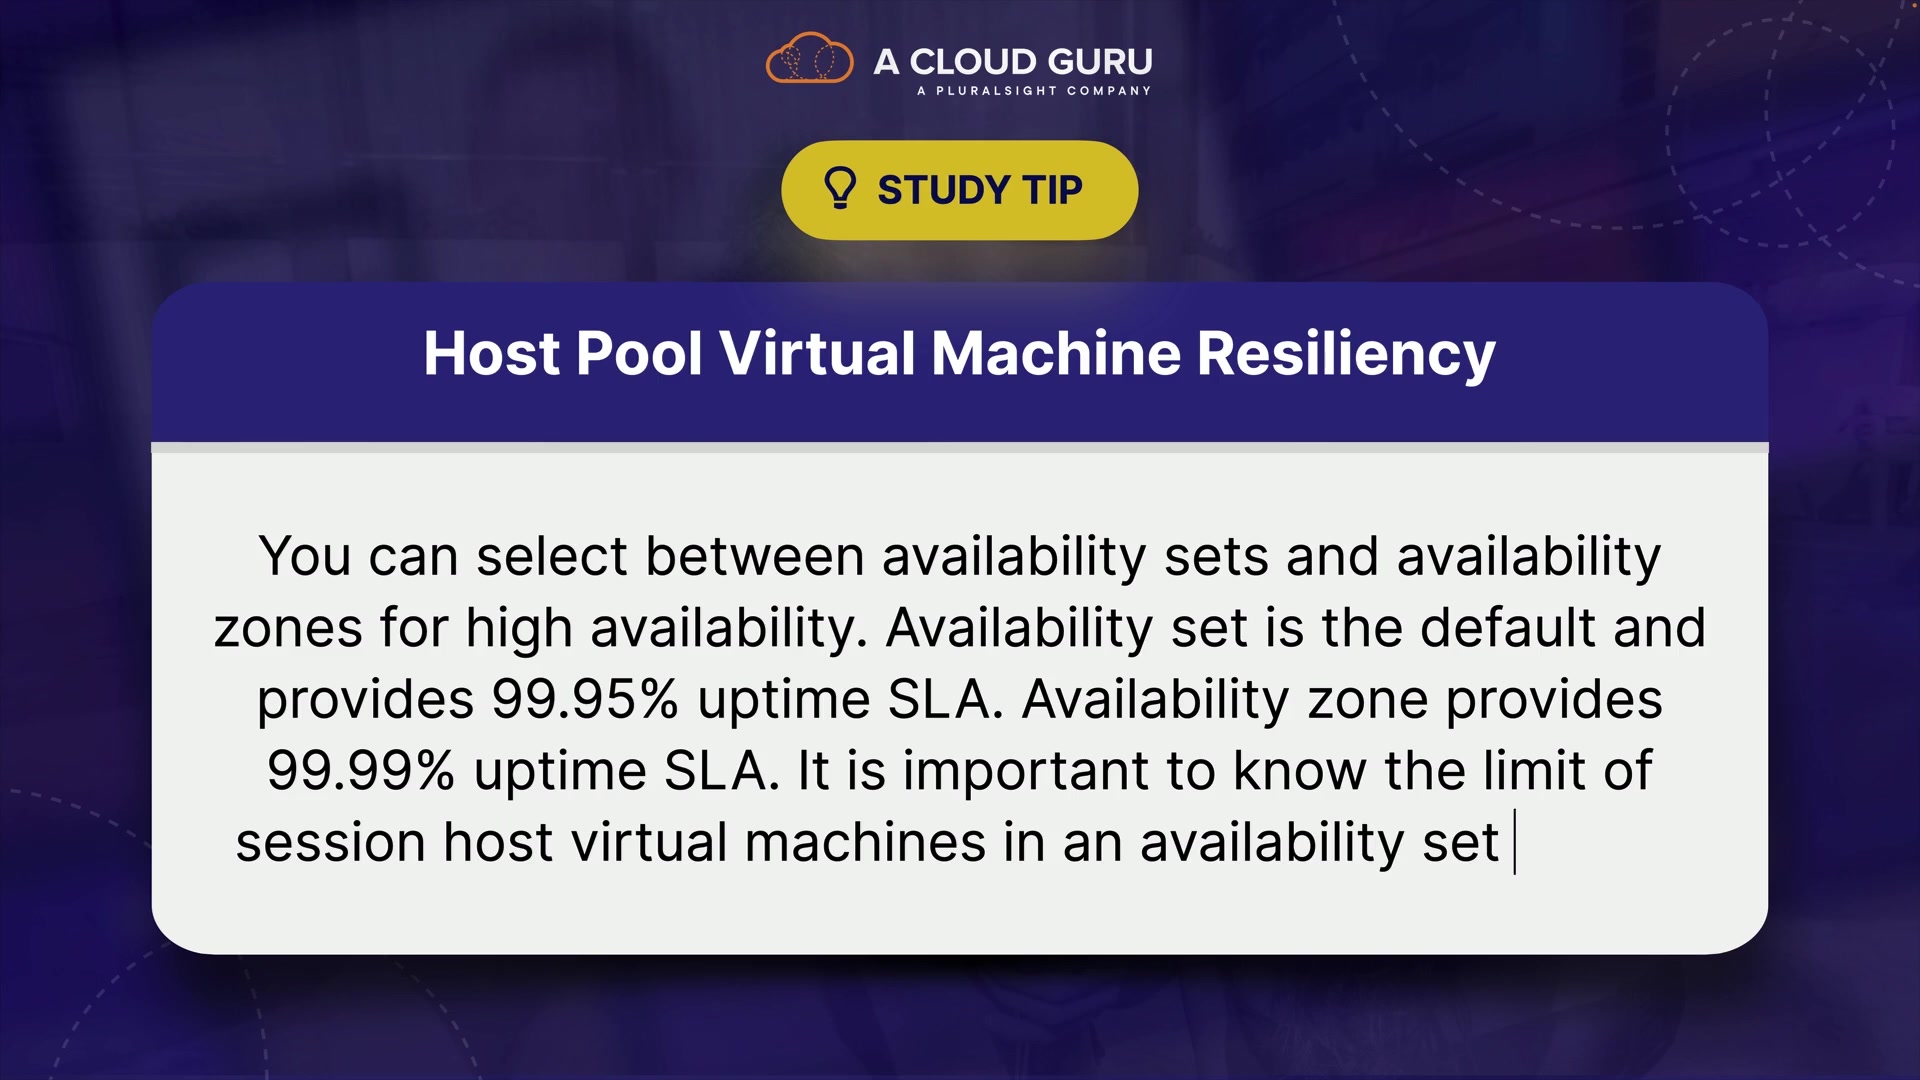 A CLOUD GURU
A PLURALSIGHT COMPANY
STUDY TIP
Host Pool Virtual Machine Resiliency
You can select between availability sets and availability
zones for high availability. Availability set is the default and
provides 99.95% uptime SLA. Availability zone provides
99.99% uptime SLA. It is important to know the limit of
session host virtual machines in an availability set